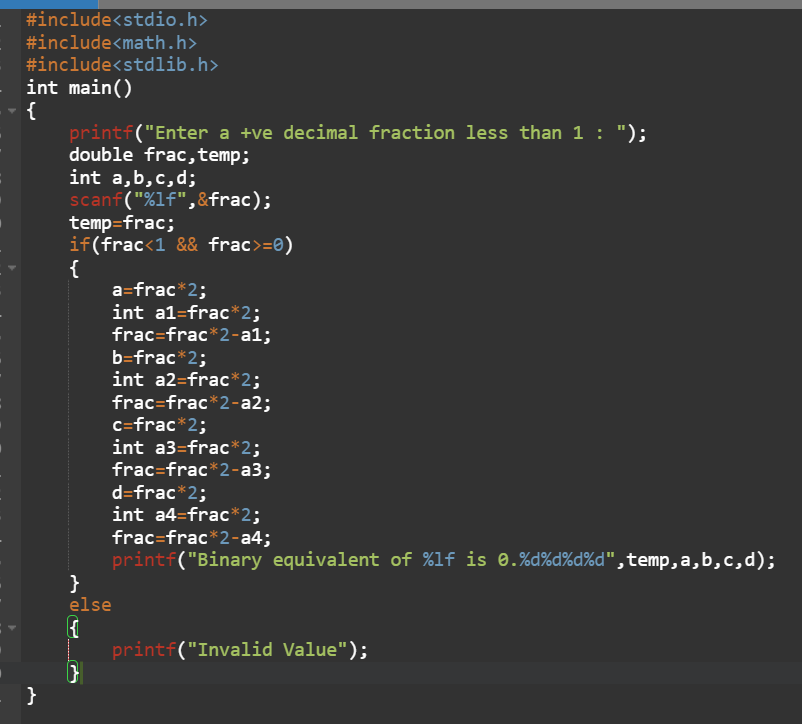 #include<stdio.h>
#include<math.h>
#include<stdlib.h>
int main()
{
    printf("Enter a +ve decimal fraction less than 1 : ");
    double frac,temp;
    int a,b,c,d;
    scanf("%lf",&frac);
    temp=frac;
    if(frac<1 && frac>=0)
    {
        a=frac*2;
        int a1=frac*2;
        frac=frac*2-a1;
        b=frac*2;
        int a2=frac*2;
        frac=frac*2-a2;
        c=frac*2;
        int a3=frac*2;
        frac=frac*2-a3;
        d=frac*2;
        int a4=frac*2;
        frac=frac*2-a4;
        printf("Binary equivalent of %lf is 0.%d%d%d%d",temp,a,b,c,d);
    }
    else
    {
        printf("Invalid Value");
    }
}